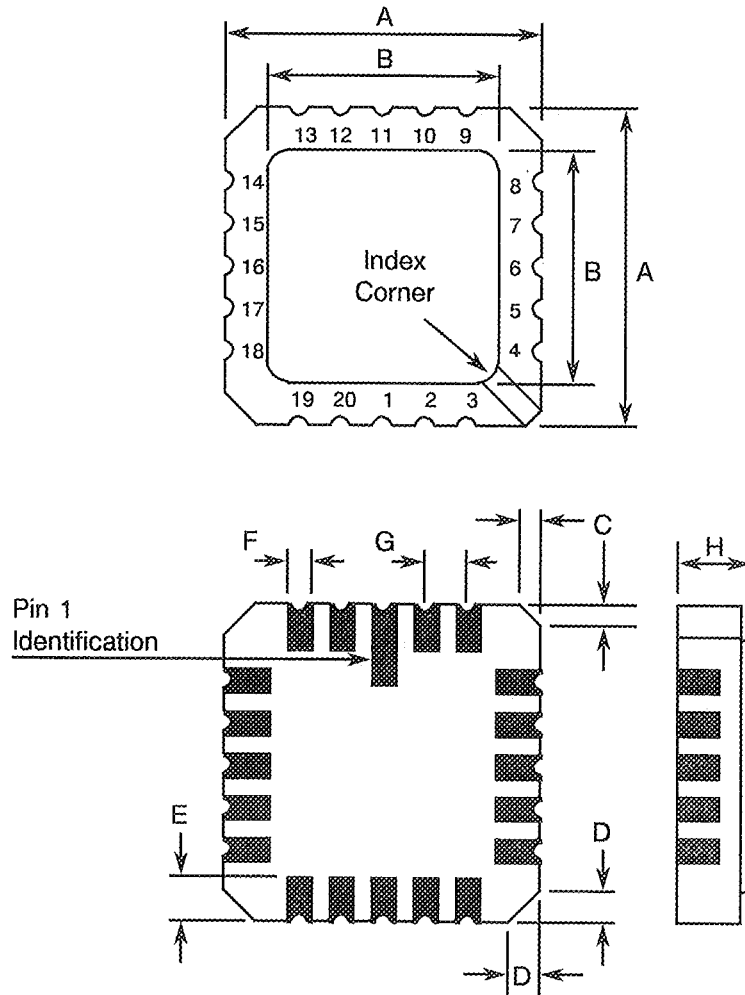 A
B
13 12 11 10 9
14 8
15 7
Index
16 6 B A
Corner
17 5
18 4
19 20 1 2 3
C
F G H
Pin 1
Identification
E D
D